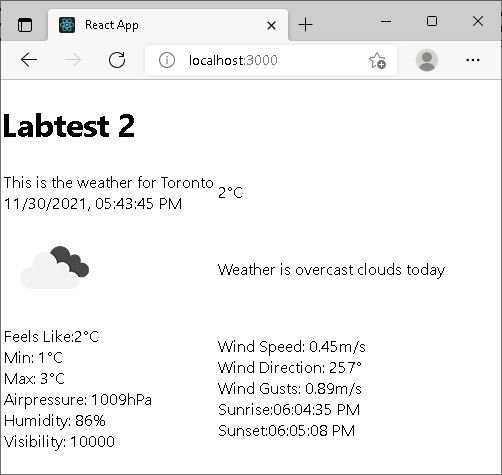 React App
localhost:3000
Labtest 2
This is the weather for Toronto
11/30/2021, 05:43:45 PM
2°C
Weather is overcast clouds today
Feels Like:2°C
Min: 1°C
Max: 3°C
Airpressure: 1009hPa
Humidity: 86%
Visibility: 10000
Wind Speed: 0.45m/s
Wind Direction: 257°
Wind Gusts: 0.89m/s
Sunrise:06:04:35 PM
Sunset:06:05:08 PM